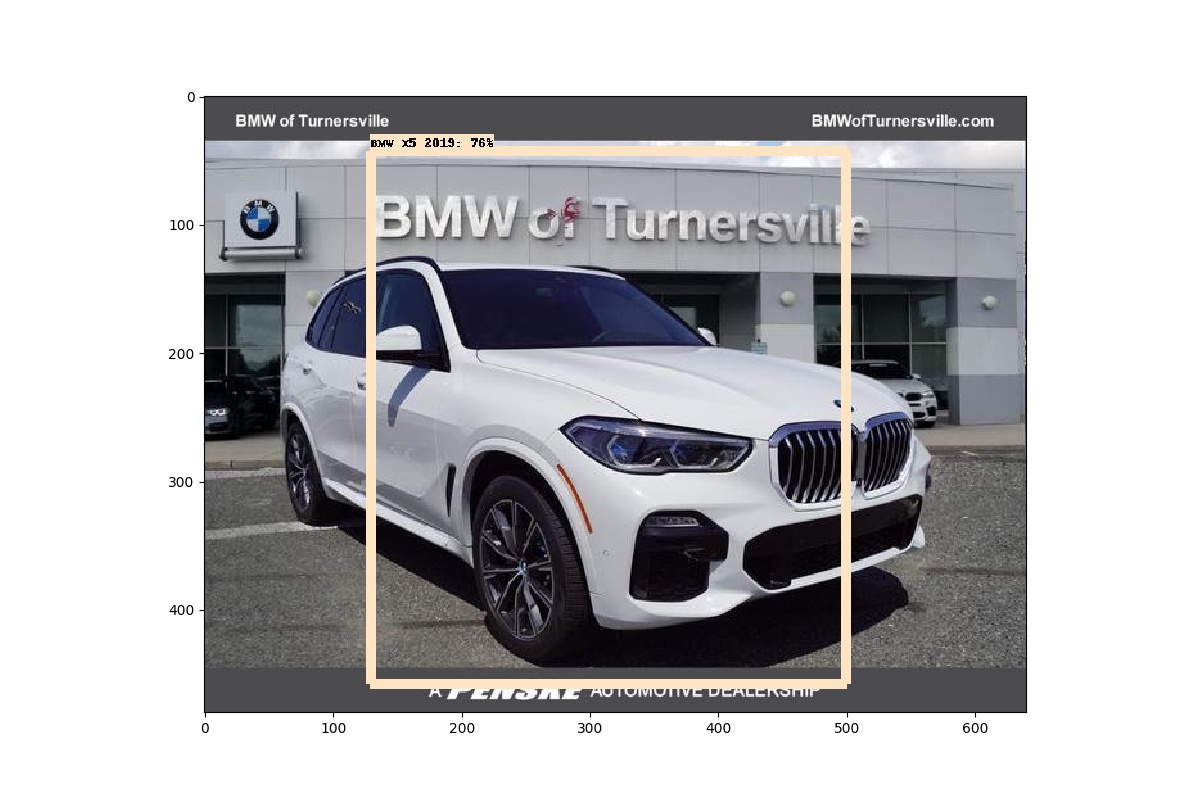 BMW of Turnersville
BMWofTurnersville.com
BMW X5 2019: 76%
BMW
BMW of Turnersville
A PENSKE AUTOMOTIVE DEALERSHIP
0
100
200
300
400
0 100 200 300 400 500 600